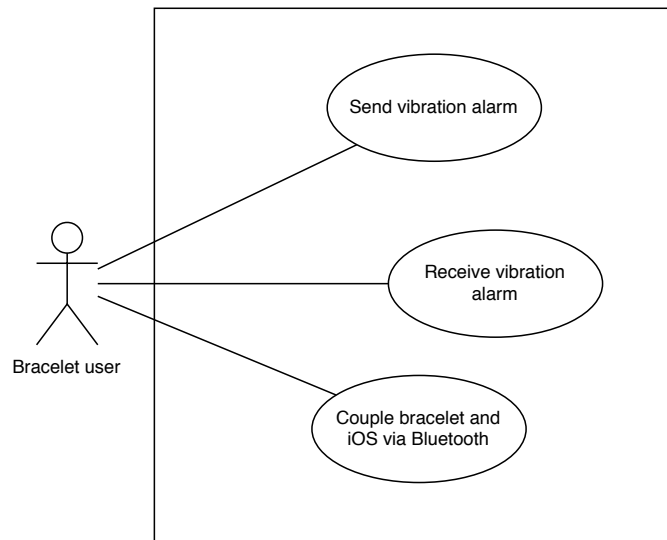 Send vibration alarm
Receive vibration
alarm
Bracelet user
Couple bracelet and
iOS via Bluetooth